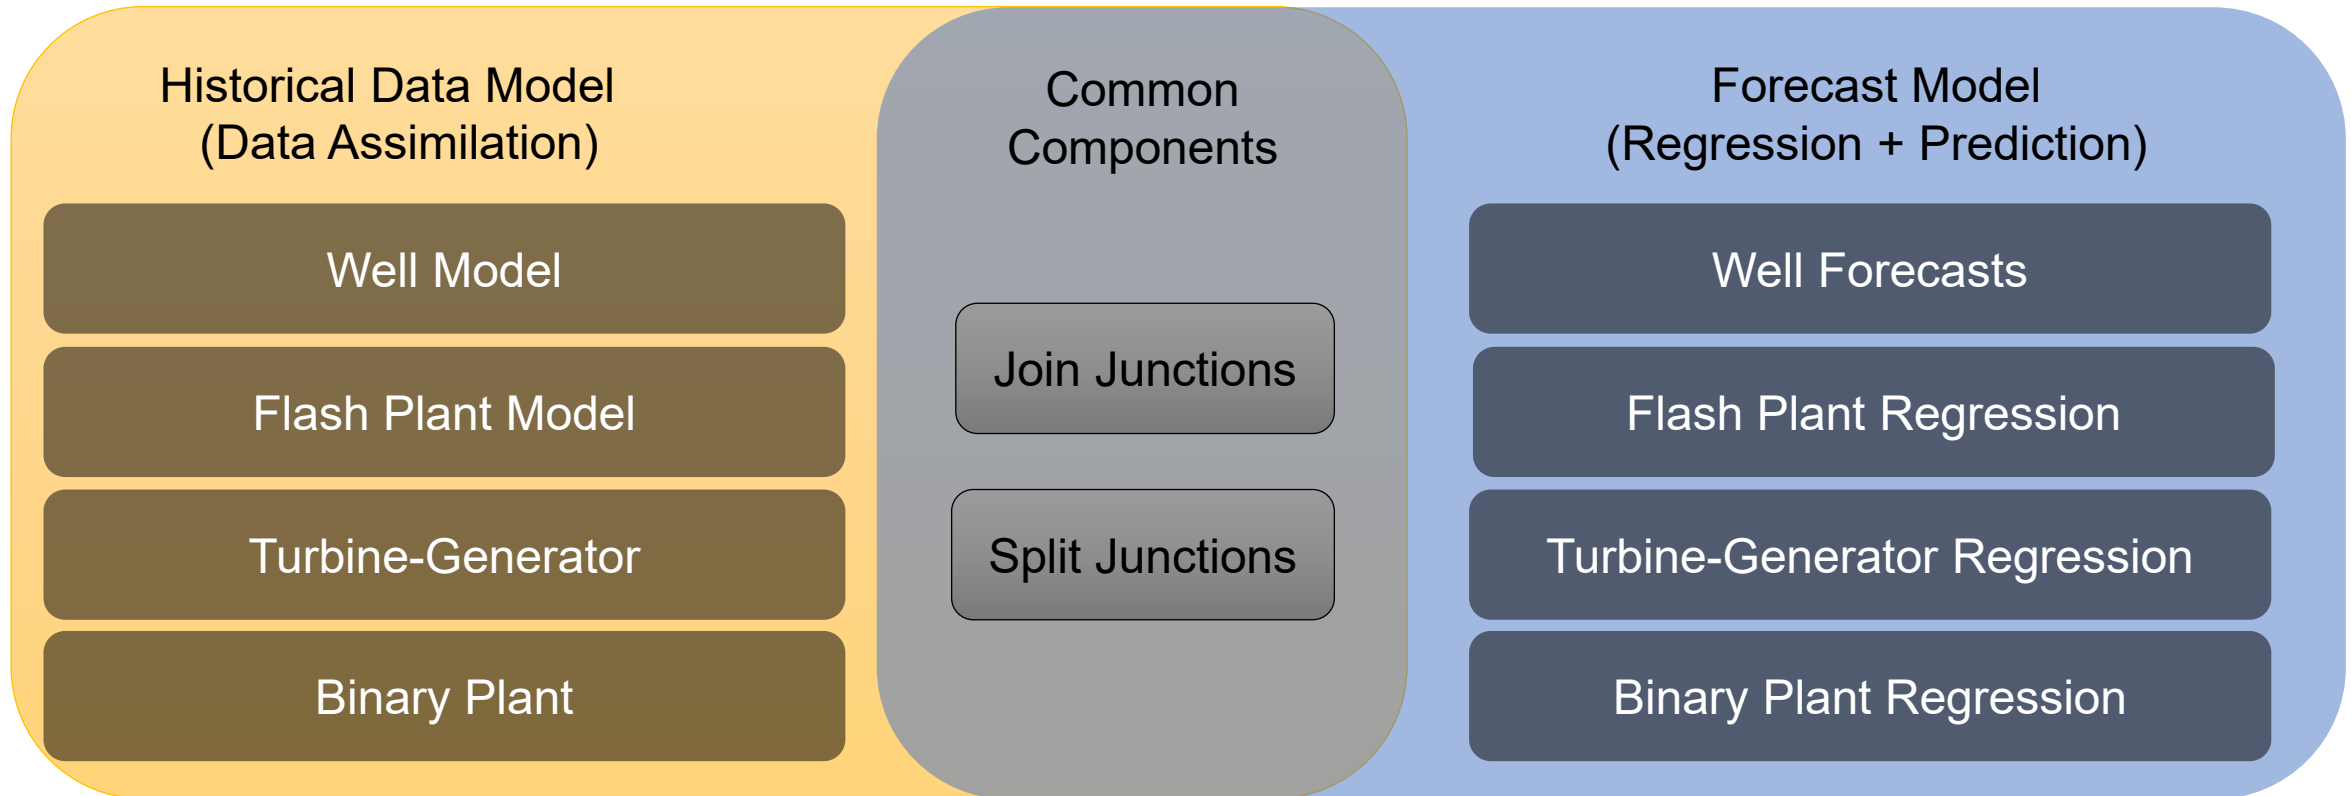 Historical Data Model
(Data Assimilation)
Well Model
Flash Plant Model
Turbine-Generator
Binary Plant
Common
Components
Join Junctions
Split Junctions
Forecast Model
(Regression + Prediction)
Well Forecasts
Flash Plant Regression
Turbine-Generator Regression
Binary Plant Regression